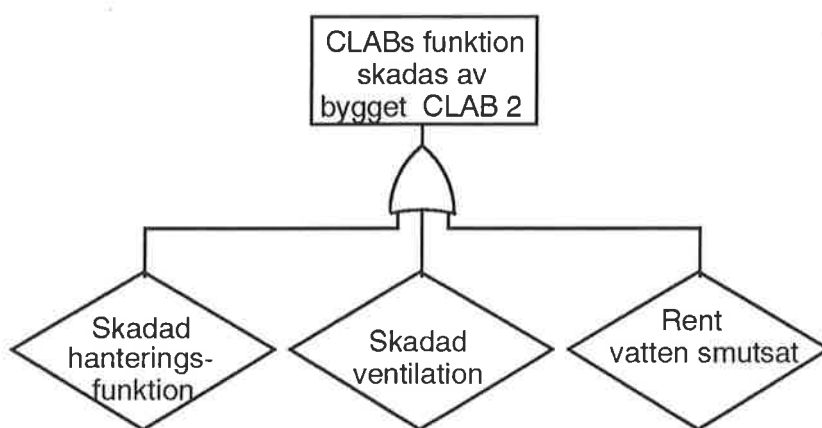 CLABs funktion
skadas av
bygget CLAB 2
Skadad
hanterings-
funktion
Skadad
ventilation
Rent
vatten smutsat